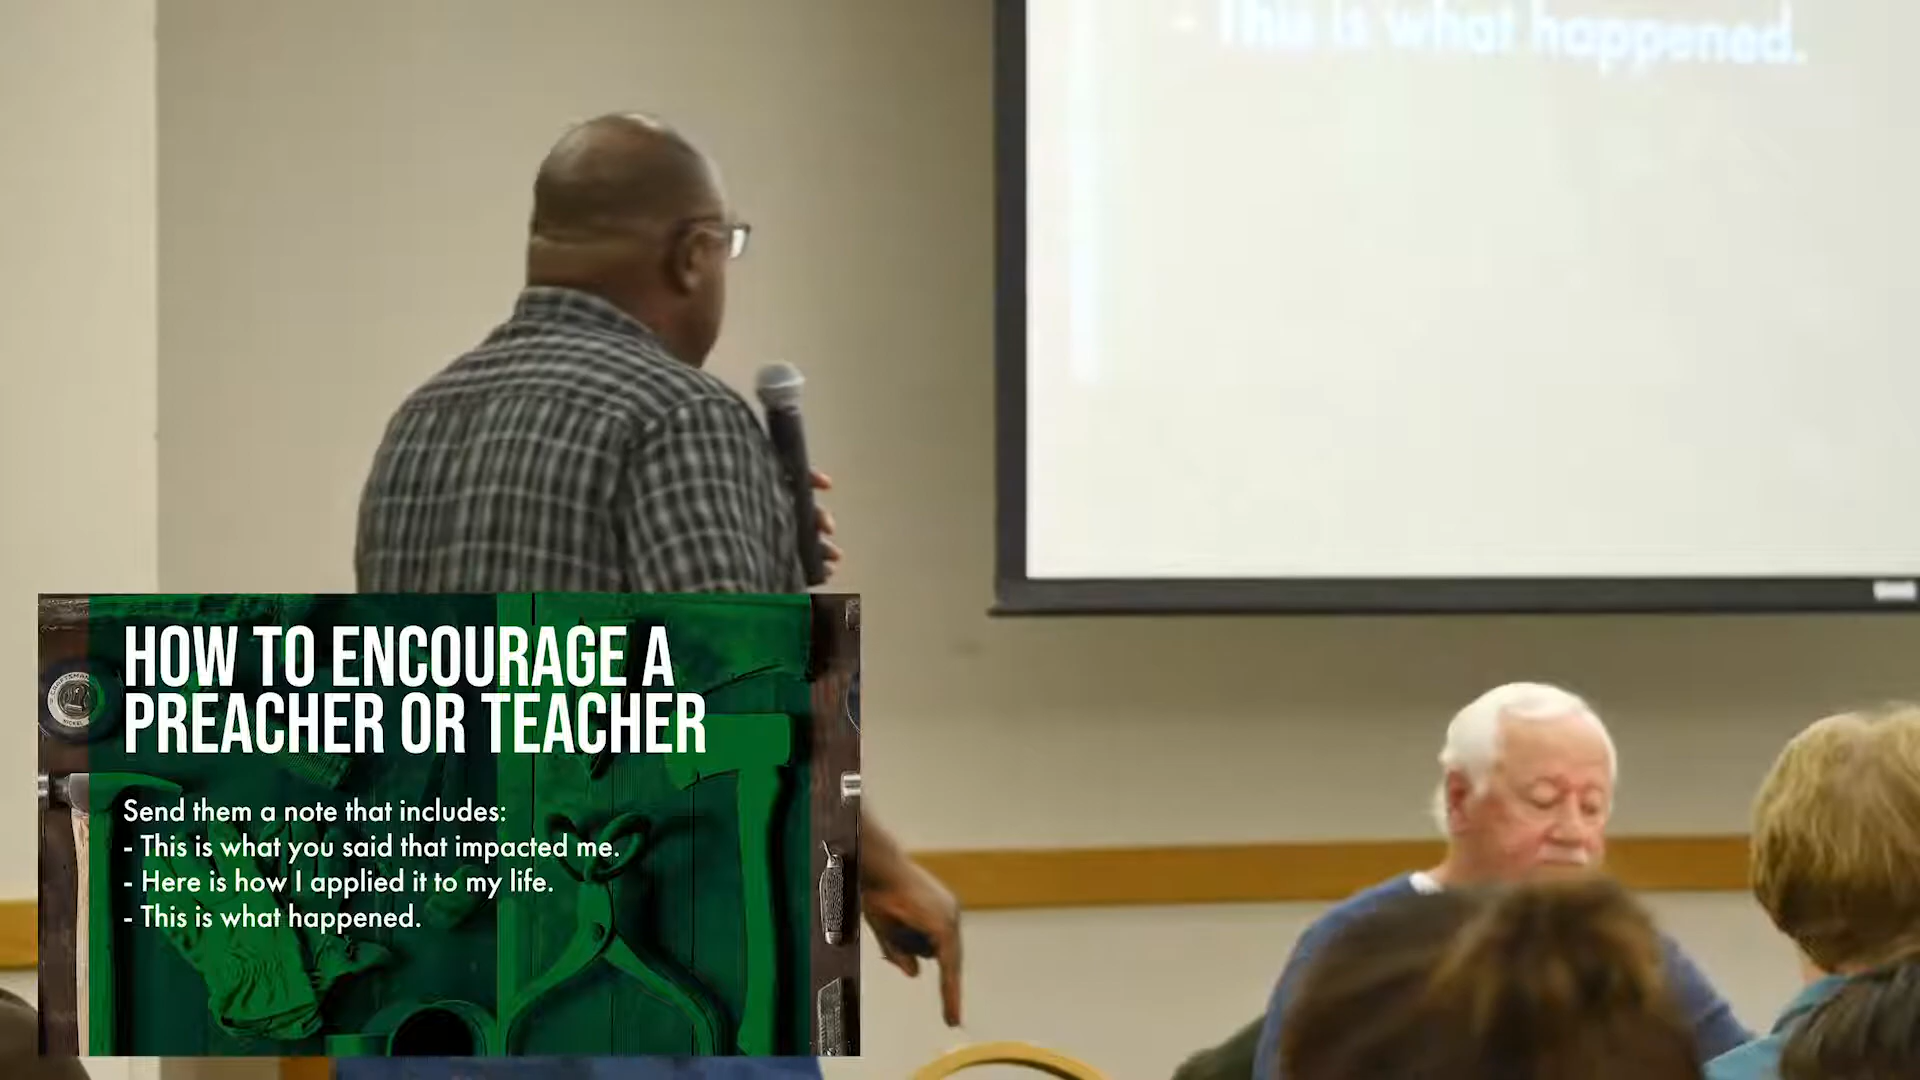 - This is what happened.
HOW TO ENCOURAGE A
PREACHER OR TEACHER
Send them a note that includes:
- This is what you said that impacted me.
- Here is how I applied it to my life.
- This is what happened.